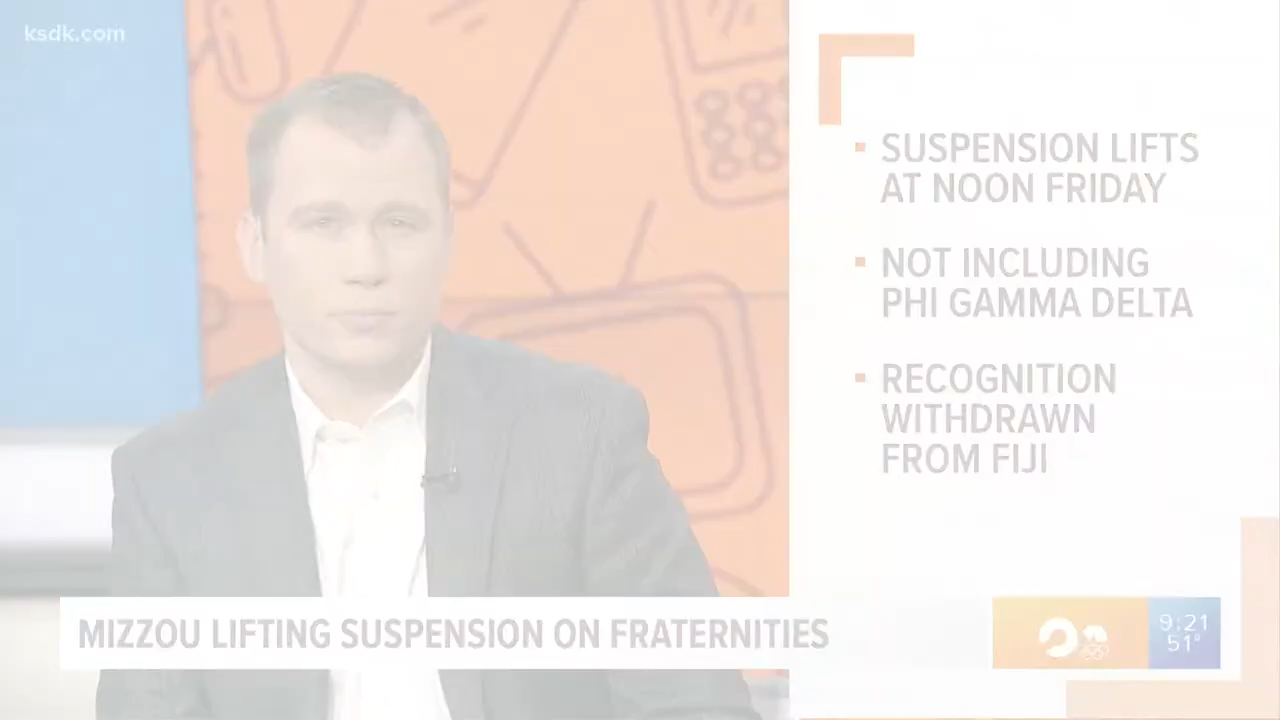 ksdk.com
SUSPENSION LIFTS
AT NOON FRIDAY
NOT INCLUDING
PHI GAMMA DELTA
RECOGNITION
WITHDRAWN
FROM FIJI
MIZZOU LIFTING SUSPENSION ON FRATERNITIES
9:21
51°